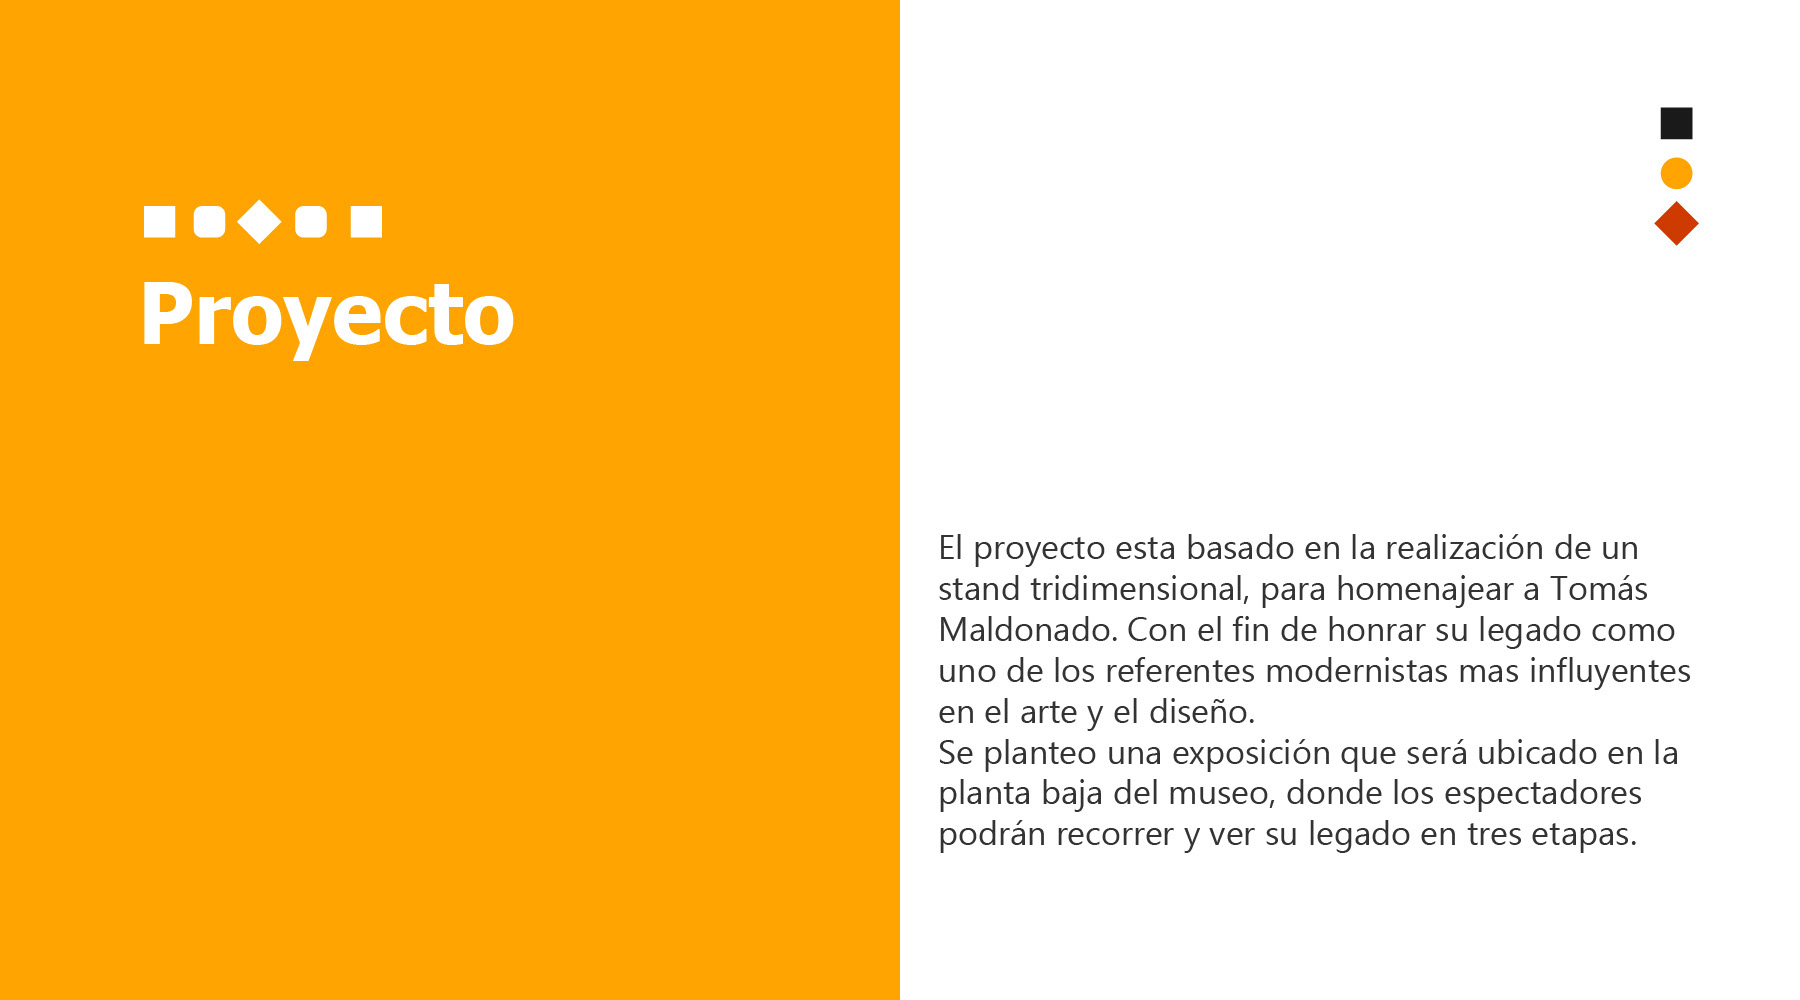 Proyecto
El proyecto esta basado en la realización de un
stand tridimensional, para homenajear a Tomás
Maldonado. Con el fin de honrar su legado como
uno de los referentes modernistas mas influyentes
en el arte y el diseño.
Se planteo una exposición que será ubicado en la
planta baja del museo, donde los espectadores
podrán recorrer y ver su legado en tres etapas.